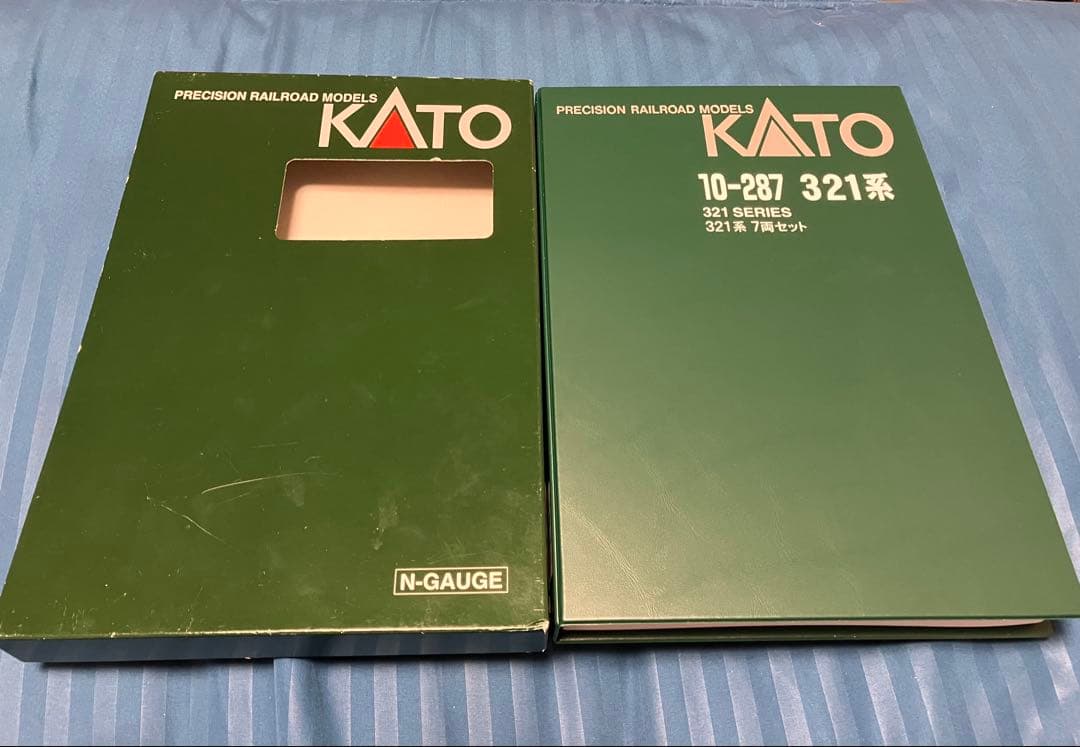 PRECISION RAILROAD MODELS
KATO
N-GAUGE
PRECISION RAILROAD MODELS
KATO
10-287 321系
321 SERIES
321系 7両セット